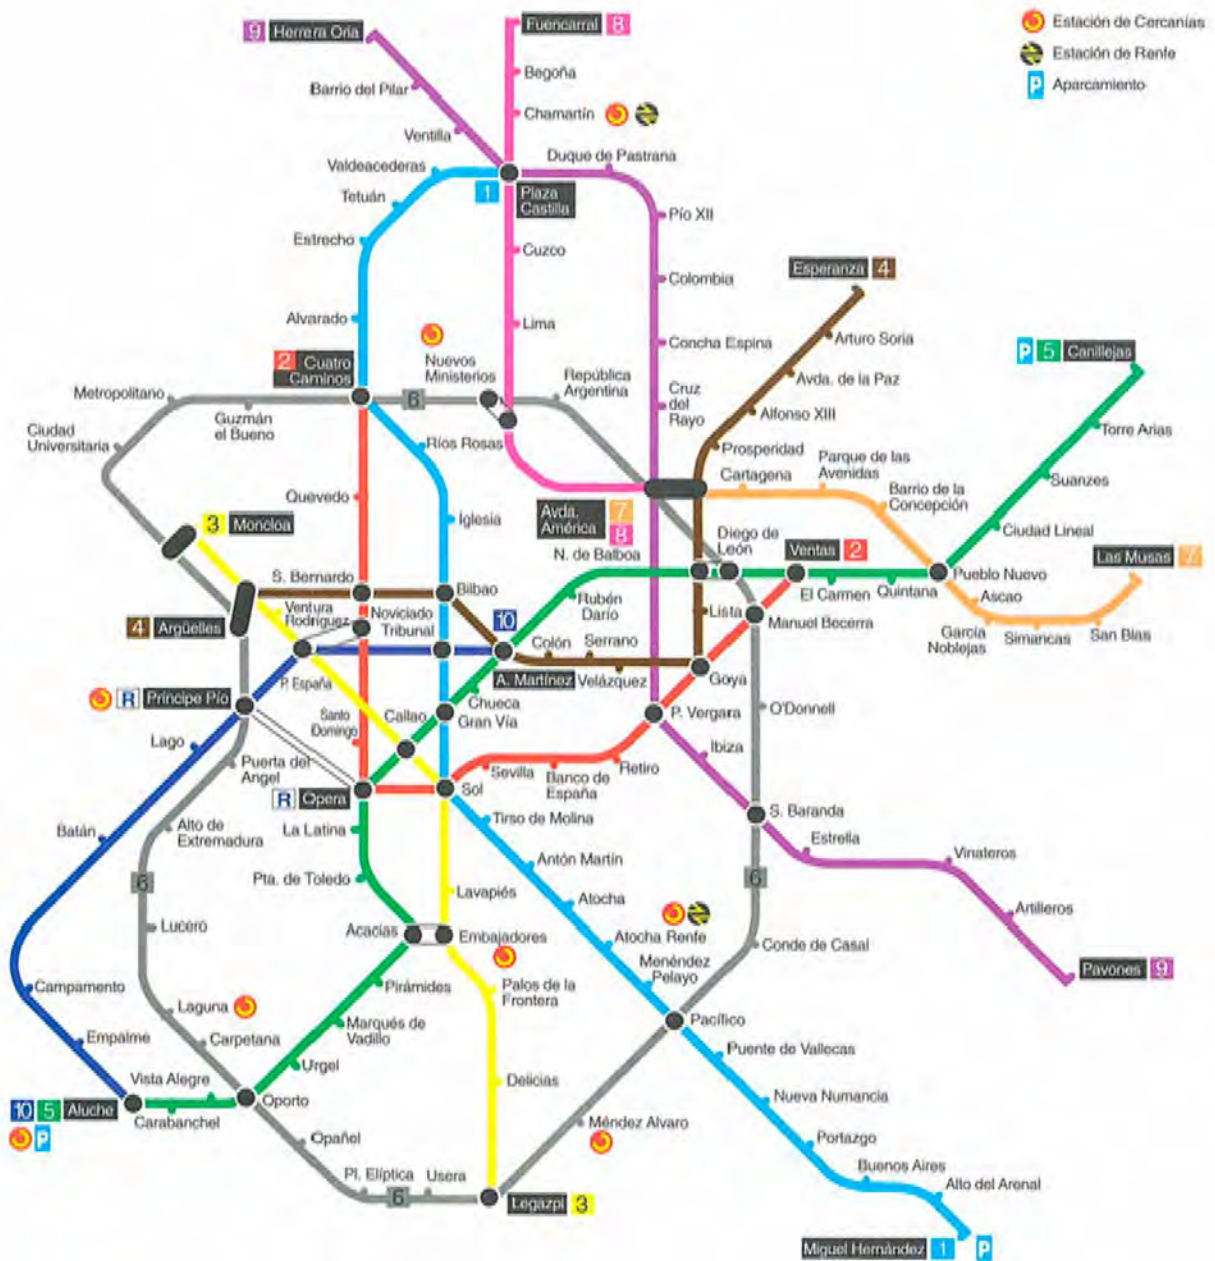 Estación de Cercanías
Estación de Renfe
P Aparcamiento
9 Herrera Oria
Fuencarral 8
Barrio del Pilar
Begoña
Chamartín
Ventilla
Valdeacederas
Duque de Pastrana
Tetuán
1
Plaza
Castilla
Pío XII
Estrecho
Cuzco
Colombia
Esperanza 4
Alvarado
Lima
Concha Espina
Arturo Soria
P 5 Canillejas
2 Cuatro
Caminos
Nuevos
Ministerios
República
Argentina
Avda. de la Paz
Metropolitano
6
Guzmán
el Bueno
Cruz
del
Rayo
Alfonso XIII
Torre Arias
Ciudad
Universitaria
Ríos Rosas
Prosperidad
Cartagena
Parque de las
Avenidas
Suanzes
Quevedo
Barrio de la
Concepción
3 Moncloa
Iglesia
Avda.
América
7
8
Diego de
León
Ventas 2
Ciudad Lineal
N. de Balboa
Las Musas 7
S. Bernardo
Bilbao
Rubén
Darío
El Carmen
Quintana
Pueblo Nuevo
Ascao
Ventura
Rodríguez
Noviciado
Tribunal
10
Lista
Manuel Becerra
García
Noblejas
Simancas
San Blas
4 Argüelles
Colón
Serrano
P. España
A. Martínez
Velázquez
Goya
R Príncipe Pío
Chueca
Santo
Domingo
Callao
Gran Vía
P. Vergara
O'Donnell
Lago
Puerta del
Angel
Ibiza
Sevilla
Banco de
España
Retiro
R Opera
Sol
Batán
Alto de
Extremadura
La Latina
Tirso de Molina
S. Baranda
Estrella
Antón Martín
Vinateros
Pta. de Toledo
6
Lavapiés
6
Atocha
Artilleros
Lucero
Acacias
Embajadores
Atocha Renfe
Conde de Casal
Menéndez
Pelayo
Pavones 9
Campamento
Laguna
Pirámides
Palos de la
Frontera
Empalme
Carpetana
Marqués de
Vadillo
Pacífico
Puente de Vallecas
Vista Alegre
Urgel
Delicias
10 5 Aluche
P
Carabanchel
Oporto
Nueva Numancia
Opañel
Méndez Alvaro
Portazgo
Pl. Elíptica
6
Usera
Buenos Aires
Legazpi 3
Alto del Arenal
Miguel Hernández 1 P